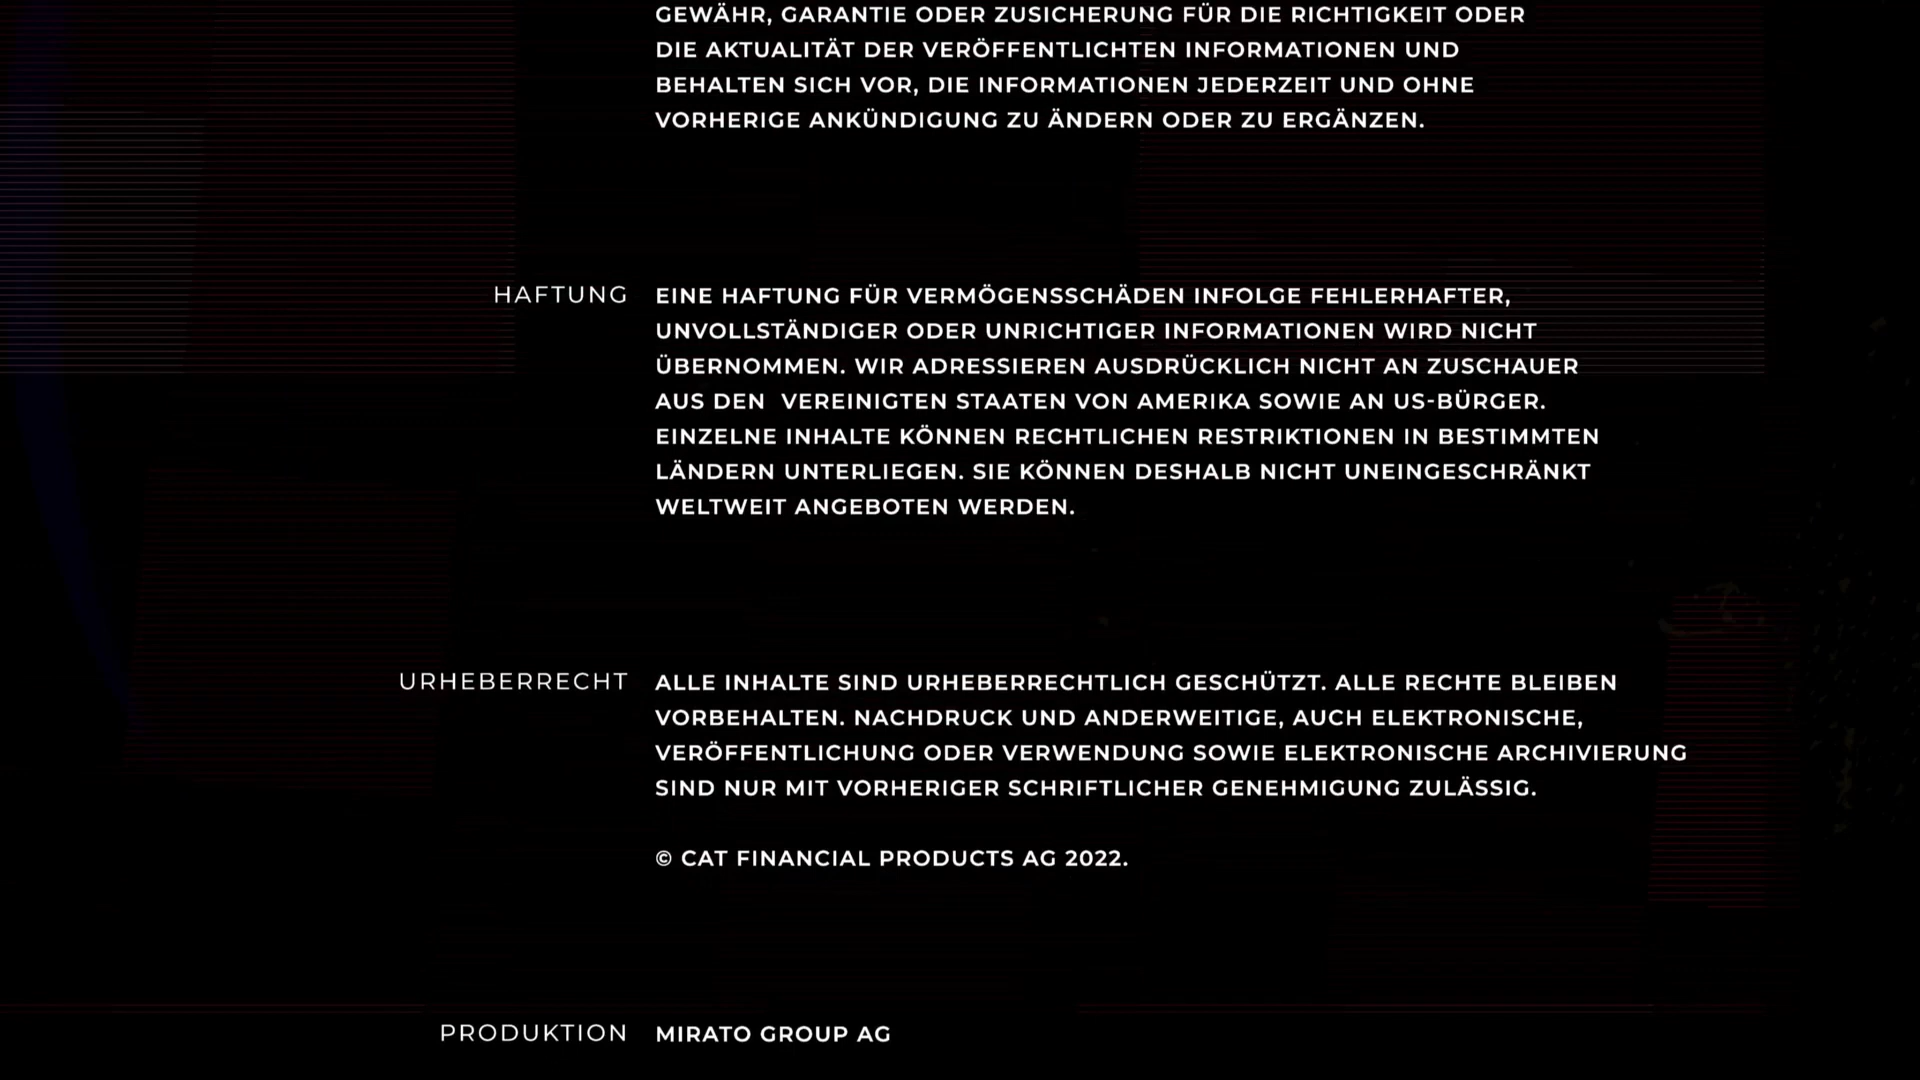 GEWÄHR, GARANTIE ODER ZUSICHERUNG FÜR DIE RICHTIGKEIT ODER
DIE AKTUALITÄT DER VERÖFFENTLICHTEN INFORMATIONEN UND
BEHALTEN SICH VOR, DIE INFORMATIONEN JEDERZEIT UND OHNE
VORHERIGE ANKÜNDIGUNG ZU ÄNDERN ODER ZU ERGÄNZEN.
HAFTUNG EINE HAFTUNG FÜR VERMÖGENSSCHÄDEN INFOLGE FEHLERHAFTER,
UNVOLLSTÄNDIGER ODER UNRICHTIGER INFORMATIONEN WIRD NICHT
ÜBERNOMMEN. WIR ADRESSIEREN AUSDRÜCKLICH NICHT AN ZUSCHAUER
AUS DEN  VEREINIGTEN STAATEN VON AMERIKA SOWIE AN US-BÜRGER.
EINZELNE INHALTE KÖNNEN RECHTLICHEN RESTRIKTIONEN IN BESTIMMTEN
LÄNDERN UNTERLIEGEN. SIE KÖNNEN DESHALB NICHT UNEINGESCHRÄNKT
WELTWEIT ANGEBOTEN WERDEN.
URHEBERRECHT ALLE INHALTE SIND URHEBERRECHTLICH GESCHÜTZT. ALLE RECHTE BLEIBEN
VORBEHALTEN. NACHDRUCK UND ANDERWEITIGE, AUCH ELEKTRONISCHE,
VERÖFFENTLICHUNG ODER VERWENDUNG SOWIE ELEKTRONISCHE ARCHIVIERUNG
SIND NUR MIT VORHERIGER SCHRIFTLICHER GENEHMIGUNG ZULÄSSIG.
© CAT FINANCIAL PRODUCTS AG 2022.
PRODUKTION MIRATO GROUP AG